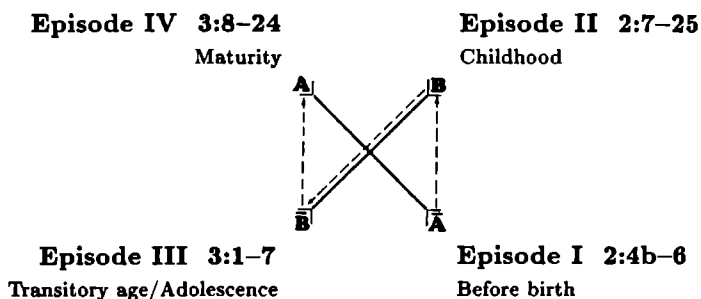 Episode IV 3:8–24
Maturity
Episode II 2:7–25
Childhood
A
B
B̅
A̅
Episode III 3:1–7
Transitory age/Adolescence
Episode I 2:4b–6
Before birth